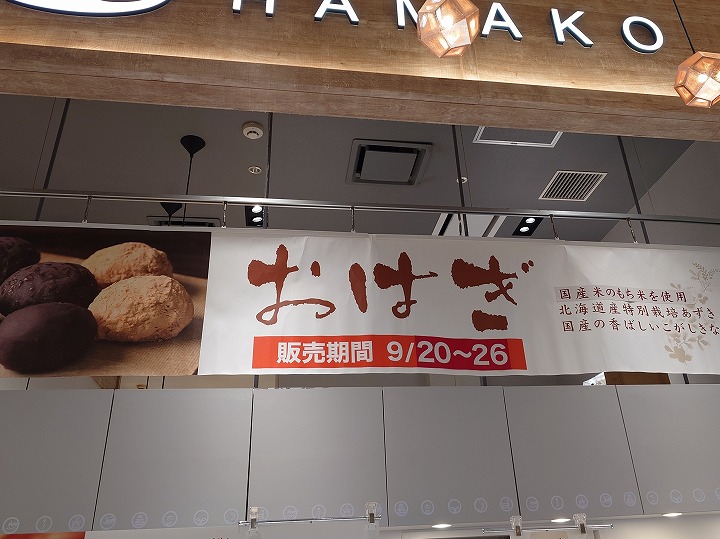 HAMAKO
おはぎ
販売期間 9/20~26
国産米のもち米を使用
北海道産特別栽培あずき
国産の香ばしいこがしきな